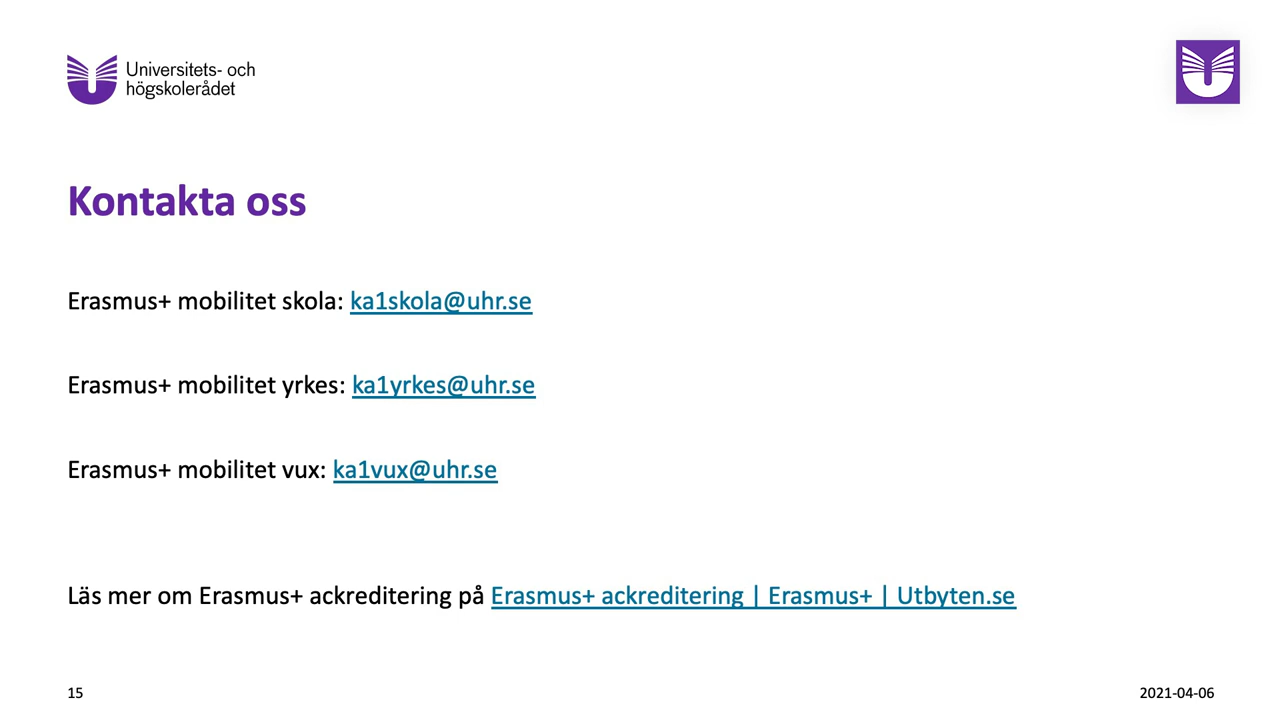 Universitets- och
högskolerådet
Kontakta oss
Erasmus+ mobilitet skola: ka1skola@uhr.se
Erasmus+ mobilitet yrkes: ka1yrkes@uhr.se
Erasmus+ mobilitet vux: ka1vux@uhr.se
Läs mer om Erasmus+ ackreditering på Erasmus+ ackreditering | Erasmus+ | Utbyten.se
15
2021-04-06